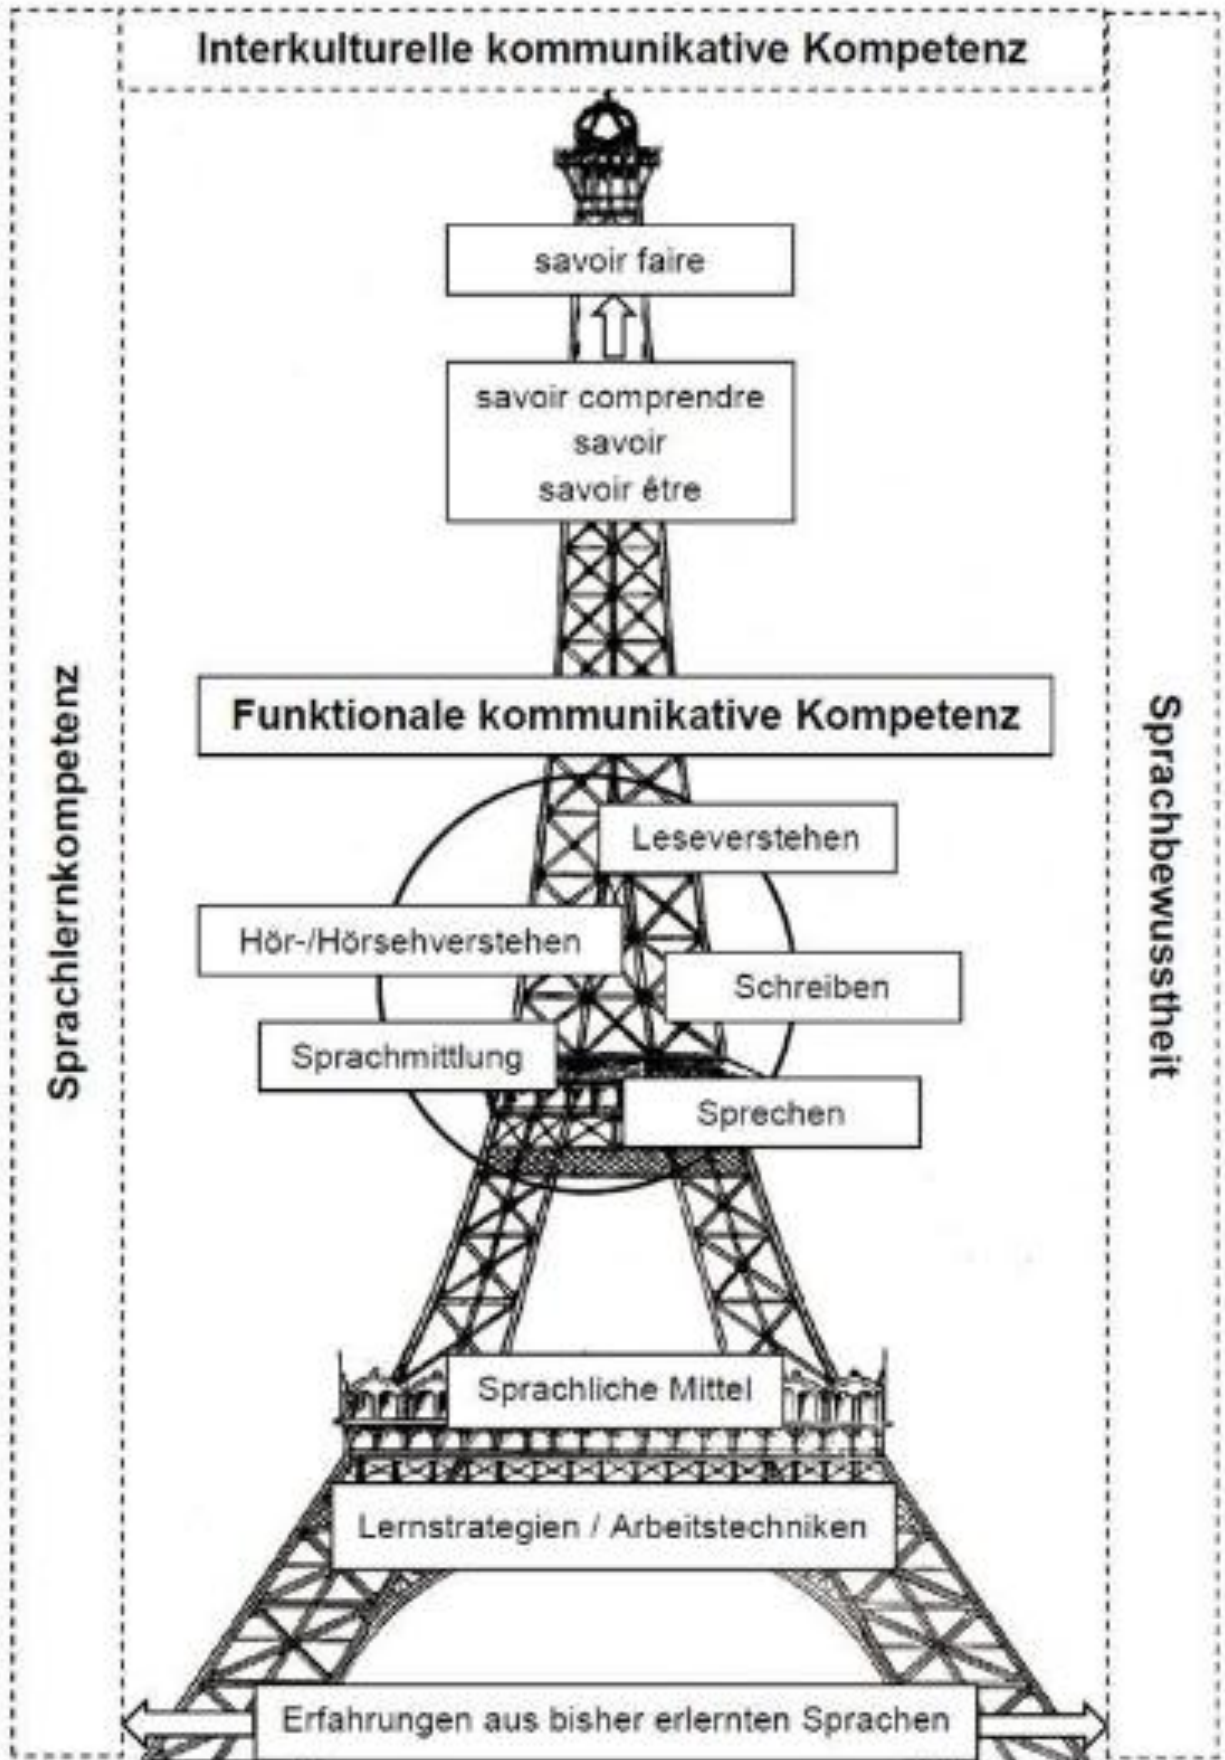 Interkulturelle kommunikative Kompetenz
savoir faire
savoir comprendre
savoir
savoir être
Funktionale kommunikative Kompetenz
Leseverstehen
Hör-/Hörsehverstehen
Schreiben
Sprachmittlung
Sprechen
Sprachliche Mittel
Lernstrategien / Arbeitstechniken
Erfahrungen aus bisher erlernten Sprachen
Sprachlernkompetenz
Sprachbewusstheit